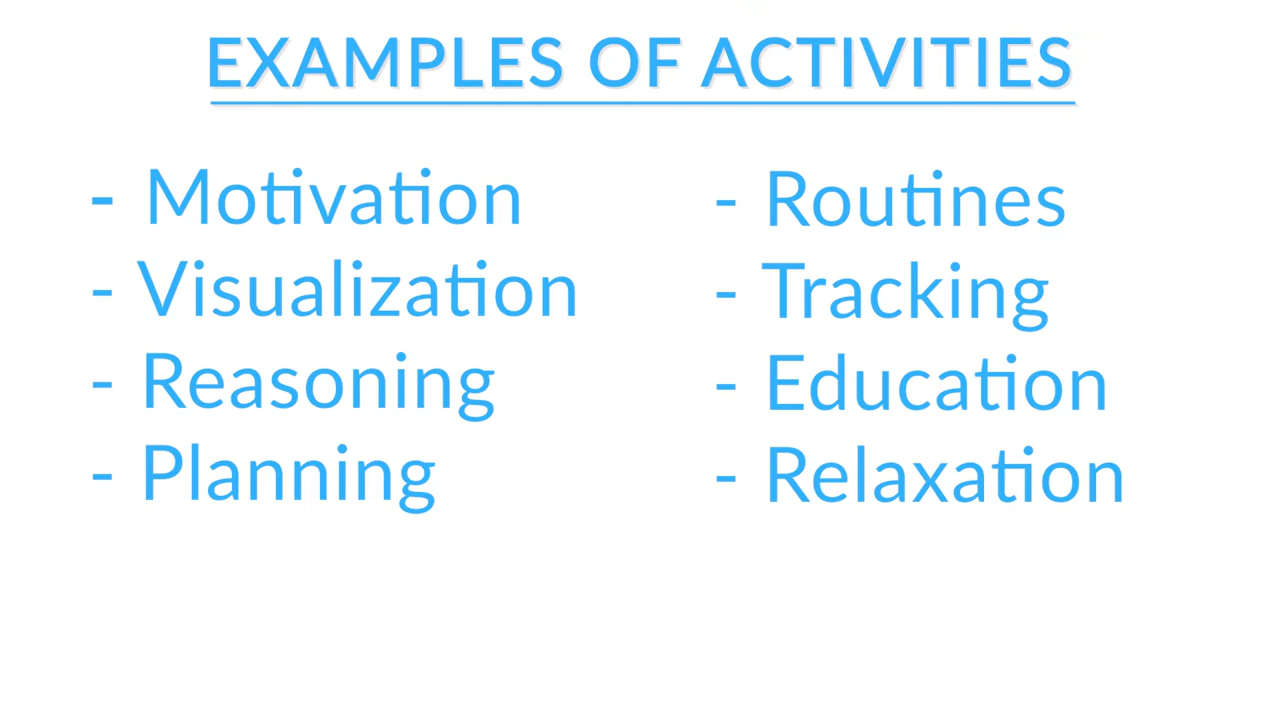 EXAMPLES OF ACTIVITIES
- Motivation
- Visualization
- Reasoning
- Planning
- Routines
- Tracking
- Education
- Relaxation